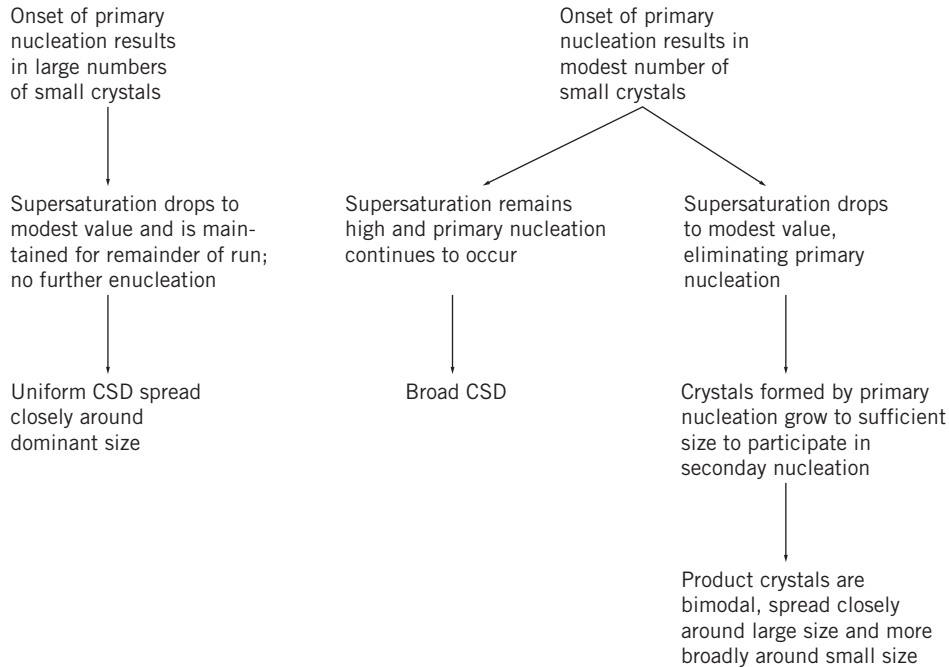 Onset of primary
nucleation results
in large numbers
of small crystals
Supersaturation drops to
modest value and is main-
tained for remainder of run;
no further enucleation
Uniform CSD spread
closely around
dominant size
Onset of primary
nucleation results in
modest number of
small crystals
Supersaturation remains
high and primary nucleation
continues to occur
Broad CSD
Supersaturation drops
to modest value,
eliminating primary
nucleation
Crystals formed by primary
nucleation grow to sufficient
size to participate in
seconday nucleation
Product crystals are
bimodal, spread closely
around large size and more
broadly around small size